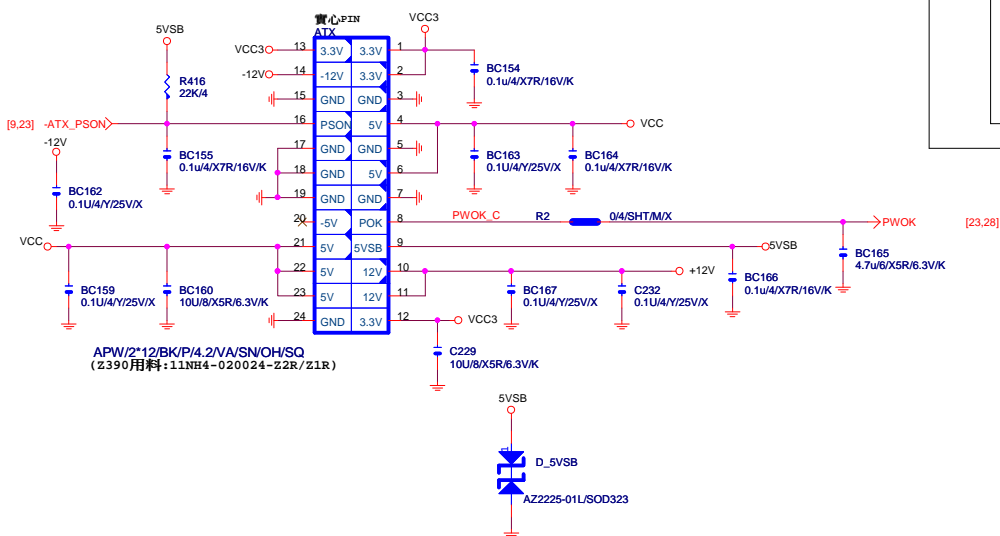 實心PIN
ATX
5VSB
R416
22K/4
[9,23] -ATX_PSON
-12V
BC162
0.1U/4/Y/25V/X
BC155
0.1u/4/X7R/16V/K
VCC3
-12V
VCC
BC159
0.1U/4/Y/25V/X
BC160
10U/8/X5R/6.3V/K
13 3.3V 3.3V 1
14 -12V 3.3V 2
15 GND GND 3
16 PSON 5V 4
17 GND GND 5
18 GND 5V 6
19 GND GND 7
20 -5V POK 8
21 5V 5VSB 9
22 5V 12V 10
23 5V 12V 11
24 GND 3.3V 12
VCC3
BC154
0.1u/4/X7R/16V/K
VCC
BC163
0.1U/4/Y/25V/X
BC164
0.1u/4/X7R/16V/K
PWOK_C R2 0/4/SHT/M/X
PWOK [23,28]
BC165
4.7u/6/X5R/6.3V/K
5VSB
BC166
0.1u/4/X7R/16V/K
+12V
BC167
0.1U/4/Y/25V/X
C232
0.1U/4/Y/25V/X
VCC3
C229
10U/8/X5R/6.3V/K
APW/2*12/BK/P/4.2/VA/SN/OH/SQ
(Z390用料:11NH4-020024-Z2R/Z1R)
5VSB
1
D_5VSB
AZ2225-01L/SOD323